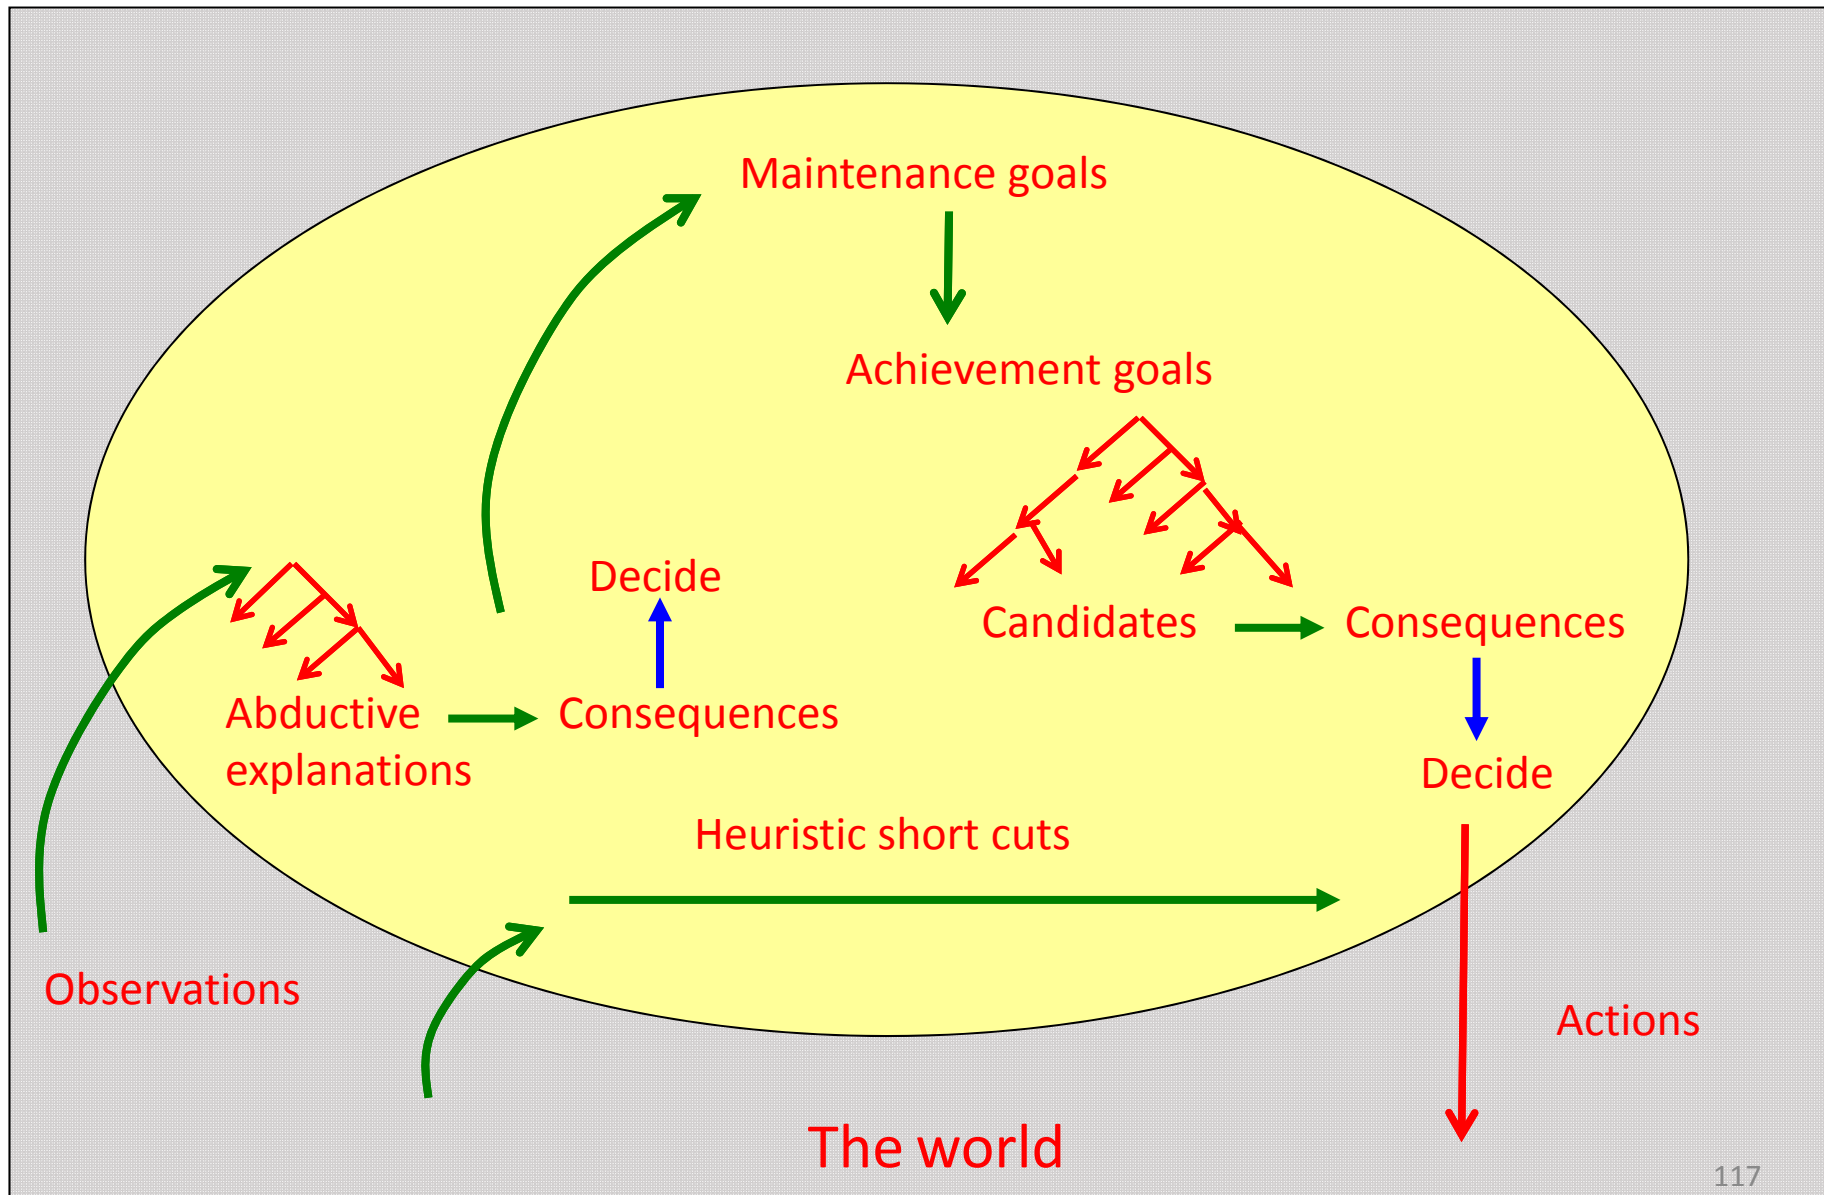 Maintenance goals
Achievement goals
Decide
Candidates
Consequences
Abductive
explanations
Consequences
Decide
Heuristic short cuts
Observations
Actions
The world
117